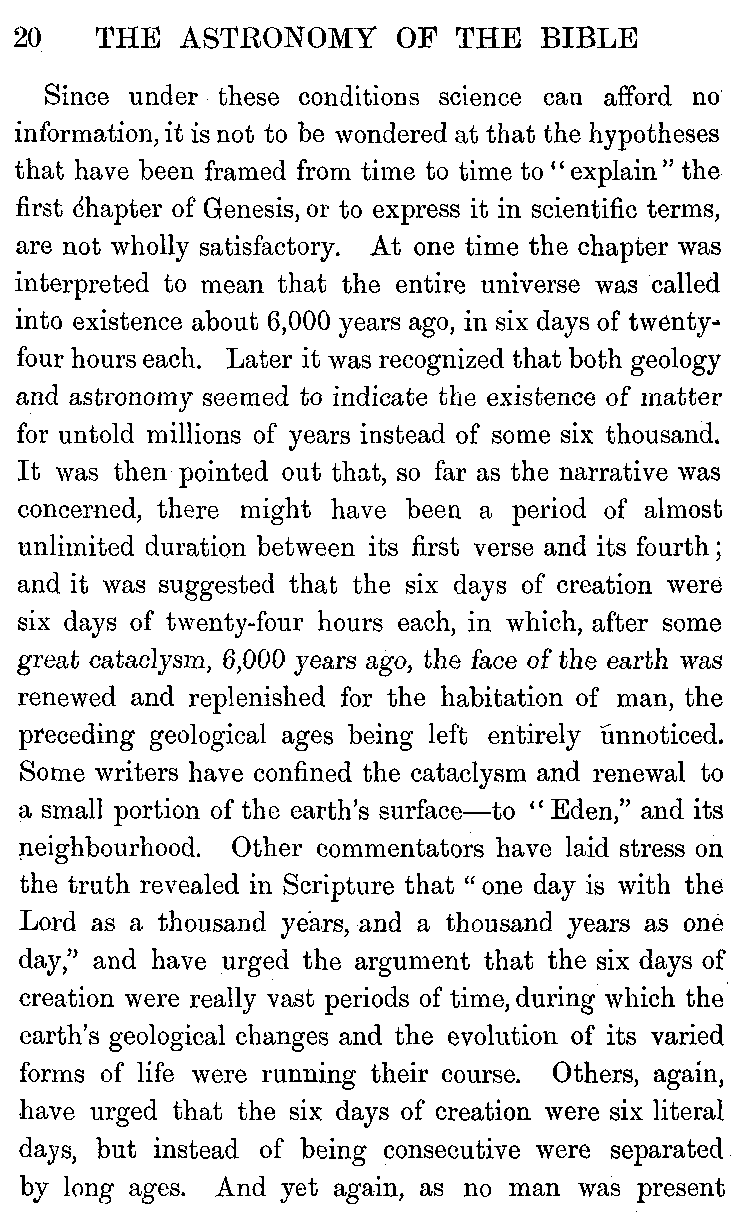 20 THE ASTRONOMY OF THE BIBLE
Since under these conditions science can afford no
information, it is not to be wondered at that the hypotheses
that have been framed from time to time to "explain" the
first chapter of Genesis, or to express it in scientific terms,
are not wholly satisfactory. At one time the chapter was
interpreted to mean that the entire universe was called
into existence about 6,000 years ago, in six days of twenty-
four hours each. Later it was recognized that both geology
and astronomy seemed to indicate the existence of matter
for untold millions of years instead of some six thousand.
It was then pointed out that, so far as the narrative was
concerned, there might have been a period of almost
unlimited duration between its first verse and its fourth;
and it was suggested that the six days of creation were
six days of twenty-four hours each, in which, after some
great cataclysm, 6,000 years ago, the face of the earth was
renewed and replenished for the habitation of man, the
preceding geological ages being left entirely unnoticed.
Some writers have confined the cataclysm and renewal to
a small portion of the earth's surface—to "Eden," and its
neighbourhood. Other commentators have laid stress on
the truth revealed in Scripture that "one day is with the
Lord as a thousand years, and a thousand years as one
day," and have urged the argument that the six days of
creation were really vast periods of time, during which the
earth's geological changes and the evolution of its varied
forms of life were running their course. Others, again,
have urged that the six days of creation were six literal
days, but instead of being consecutive were separated
by long ages. And yet again, as no man was present